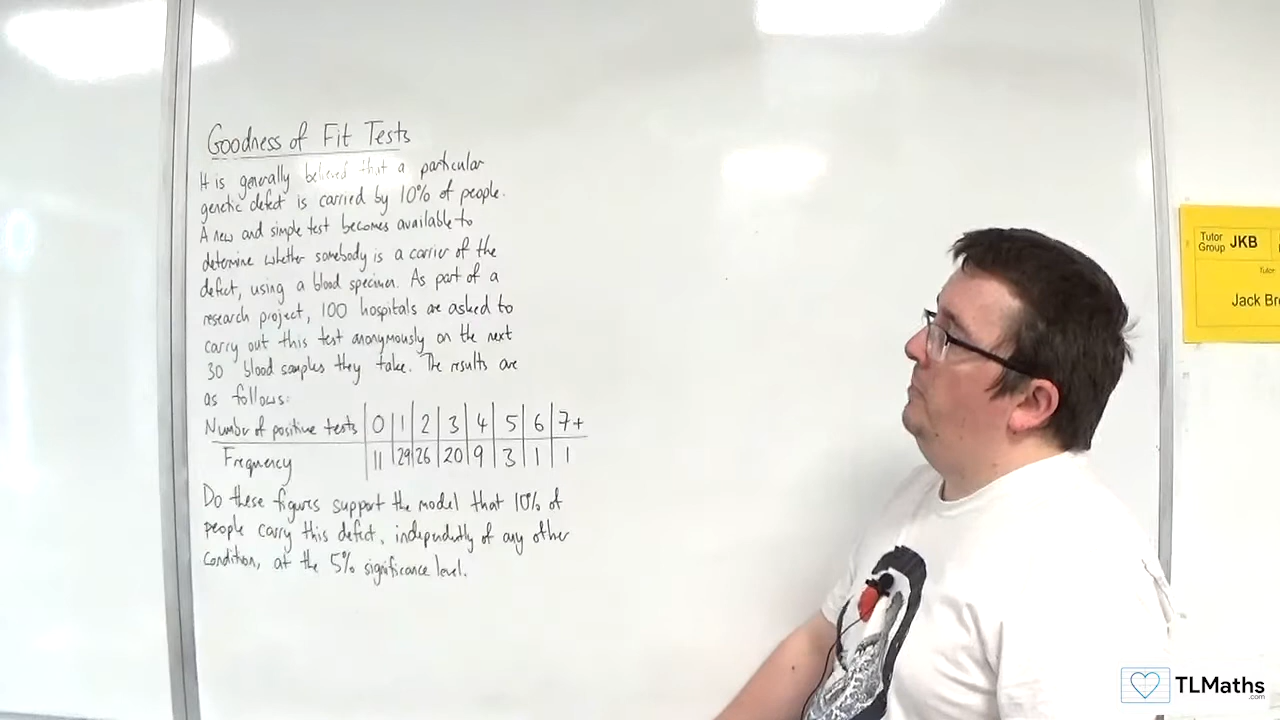 Goodness of Fit Tests
It is generally believed that a particular
genetic defect is carried by 10% of people.
A new and simple test becomes available to
determine whether somebody is a carrier of the
defect, using a blood specimen. As part of a
research project, 100 hospitals are asked to
carry out this test anonymously on the next
30 blood samples they take. The results are
as follows:
Number of positive tests 0 1 2 3 4 5 6 7+
Frequency 11 29 26 20 9 3 1 1
Do these figures support the model that 10% of
people carry this defect, independently of any other
condition, at the 5% significance level.
Tutor
Group JKB
Tutor
Jack Bro
TLMaths
.com